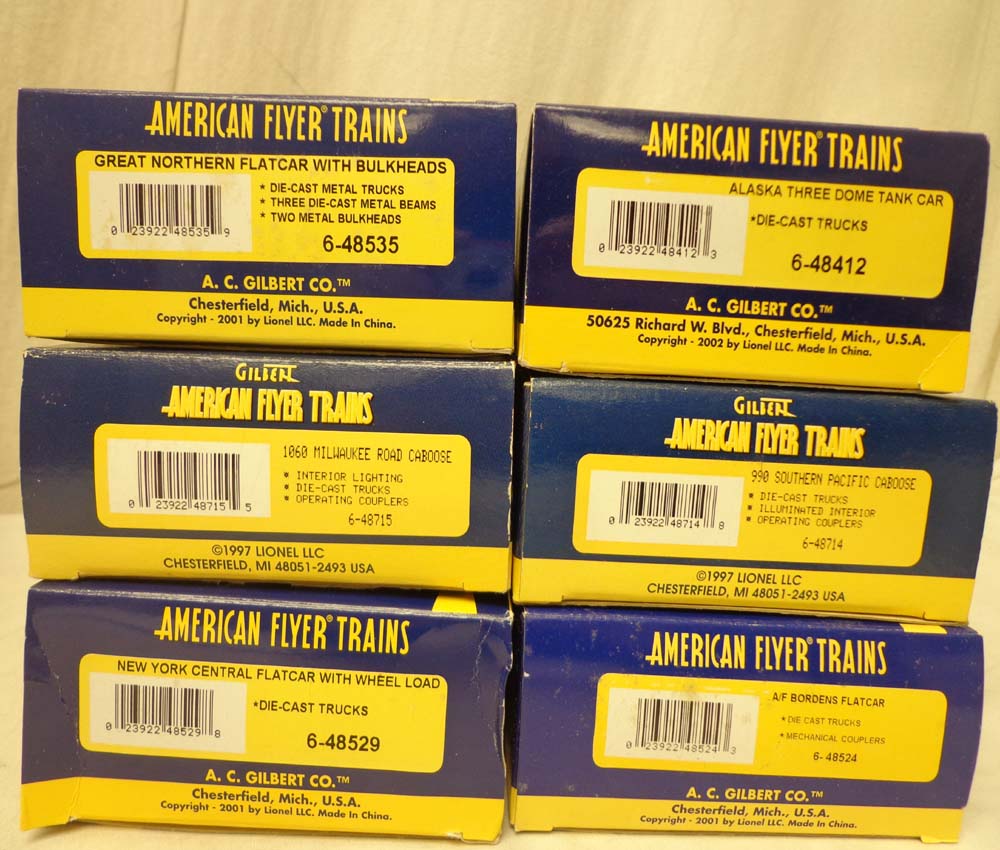 AMERICAN FLYER® TRAINS
GREAT NORTHERN FLATCAR WITH BULKHEADS
* DIE-CAST METAL TRUCKS
* THREE DIE-CAST METAL BEAMS
* TWO METAL BULKHEADS
0 23922 48535 9
6-48535
A. C. GILBERT CO.™
Chesterfield, Mich., U.S.A.
Copyright - 2001 by Lionel LLC. Made In China.
AMERICAN FLYER® TRAINS
ALASKA THREE DOME TANK CAR
*DIE-CAST TRUCKS
0 23922 48412 3
6-48412
A. C. GILBERT CO.™
50625 Richard W. Blvd., Chesterfield, Mich., U.S.A.
Copyright - 2002 by Lionel LLC. Made In China.
GILBERT
AMERICAN FLYER TRAINS
1060 MILWAUKEE ROAD CABOOSE
* INTERIOR LIGHTING
* DIE-CAST TRUCKS
* OPERATING COUPLERS
0 23922 48715 5
6-48715
©1997 LIONEL LLC
CHESTERFIELD, MI 48051-2493 USA
GILBERT
AMERICAN FLYER TRAINS
990 SOUTHERN PACIFIC CABOOSE
* DIE-CAST TRUCKS
* ILLUMINATED INTERIOR
* OPERATING COUPLERS
0 23922 48714 8
6-48714
©1997 LIONEL LLC
CHESTERFIELD, MI 48051-2493 USA
AMERICAN FLYER® TRAINS
NEW YORK CENTRAL FLATCAR WITH WHEEL LOAD
*DIE-CAST TRUCKS
0 23922 48529 8
6-48529
A. C. GILBERT CO.™
Chesterfield, Mich., U.S.A.
Copyright - 2001 by Lionel LLC. Made In China.
AMERICAN FLYER® TRAINS
A/F BORDENS FLATCAR
* DIE CAST TRUCKS
* MECHANICAL COUPLERS
0 23922 48524 3
6- 48524
A. C. GILBERT CO.™
Chesterfield, Mich., U.S.A.
Copyright - 2001 by Lionel LLC. Made In China.